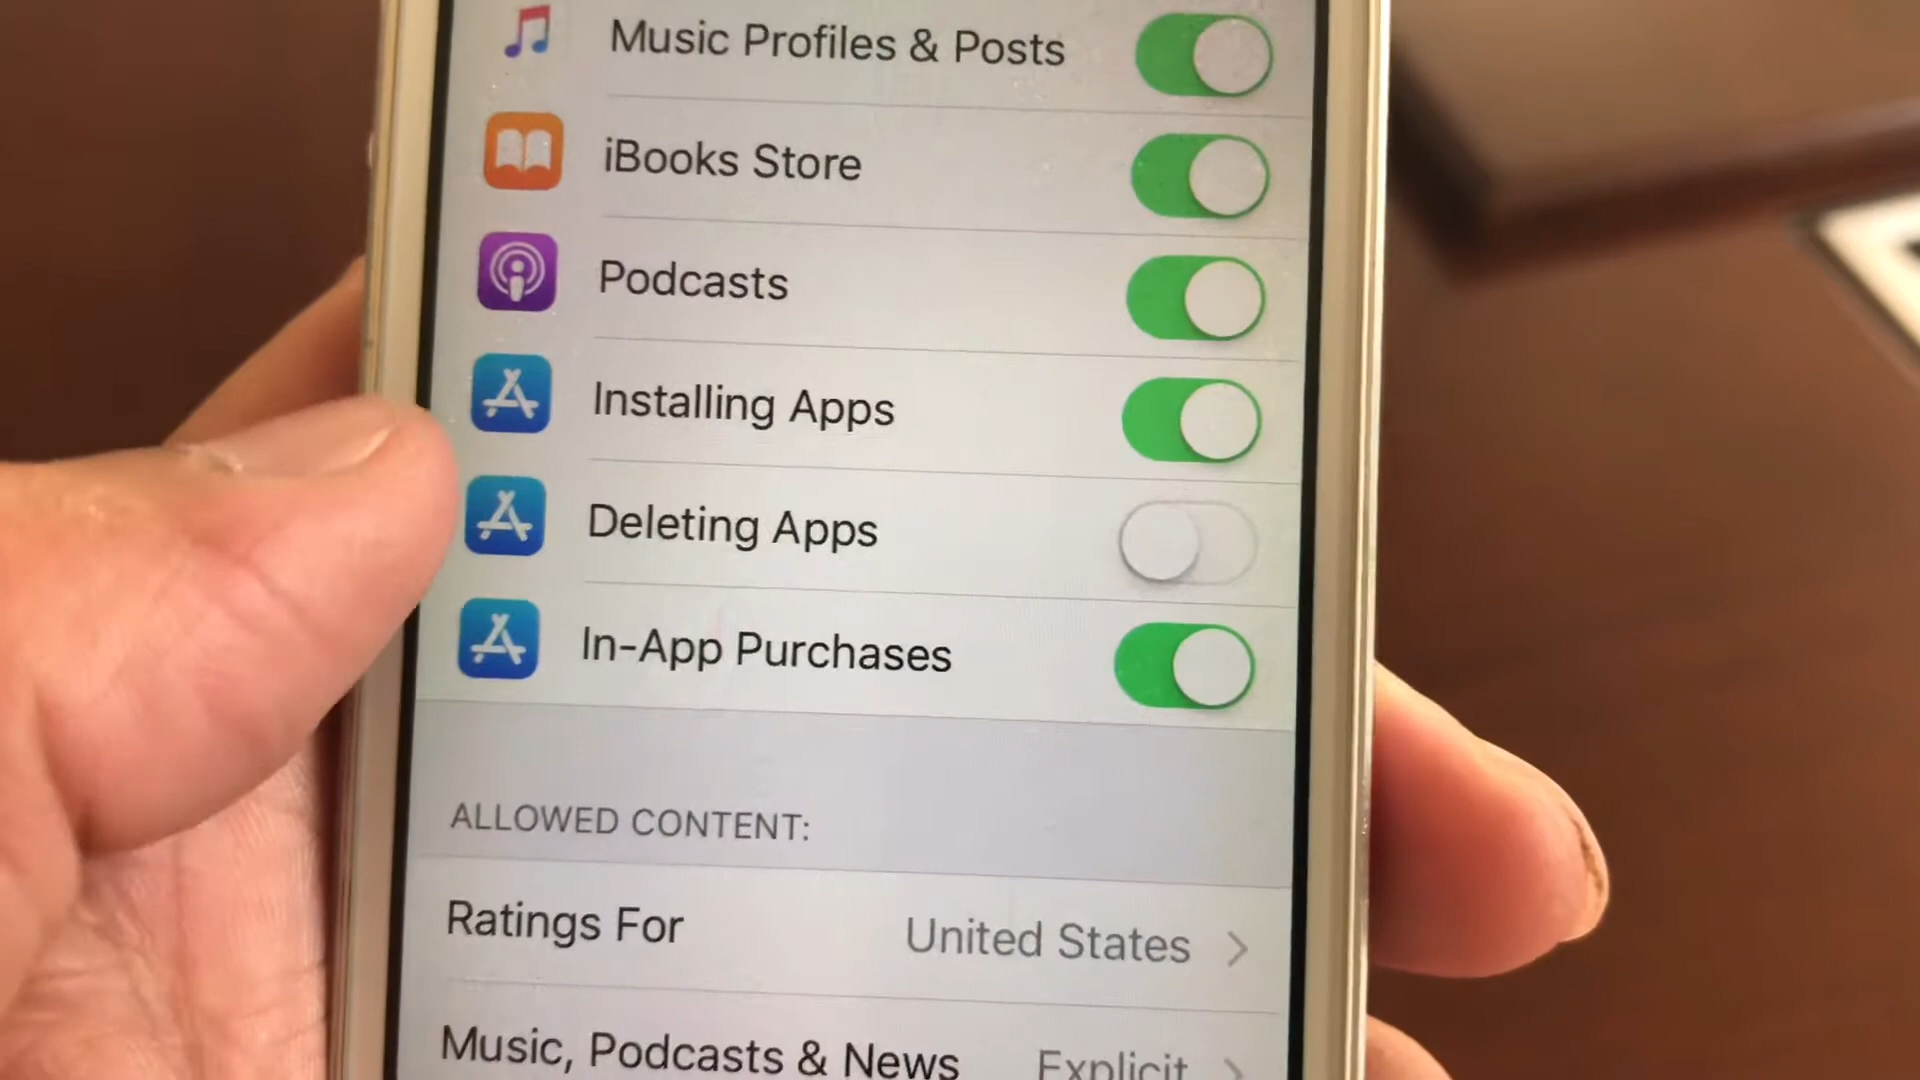 Music Profiles & Posts
iBooks Store
Podcasts
Installing Apps
Deleting Apps
In-App Purchases
ALLOWED CONTENT:
Ratings For United States
Music, Podcasts & News Explicit